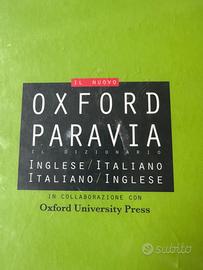 IL NUOVO
OXFORD
PARAVIA
IL DIZIONARIO
INGLESE/ITALIANO
ITALIANO/INGLESE
IN COLLABORAZIONE CON
Oxford University Press
subito